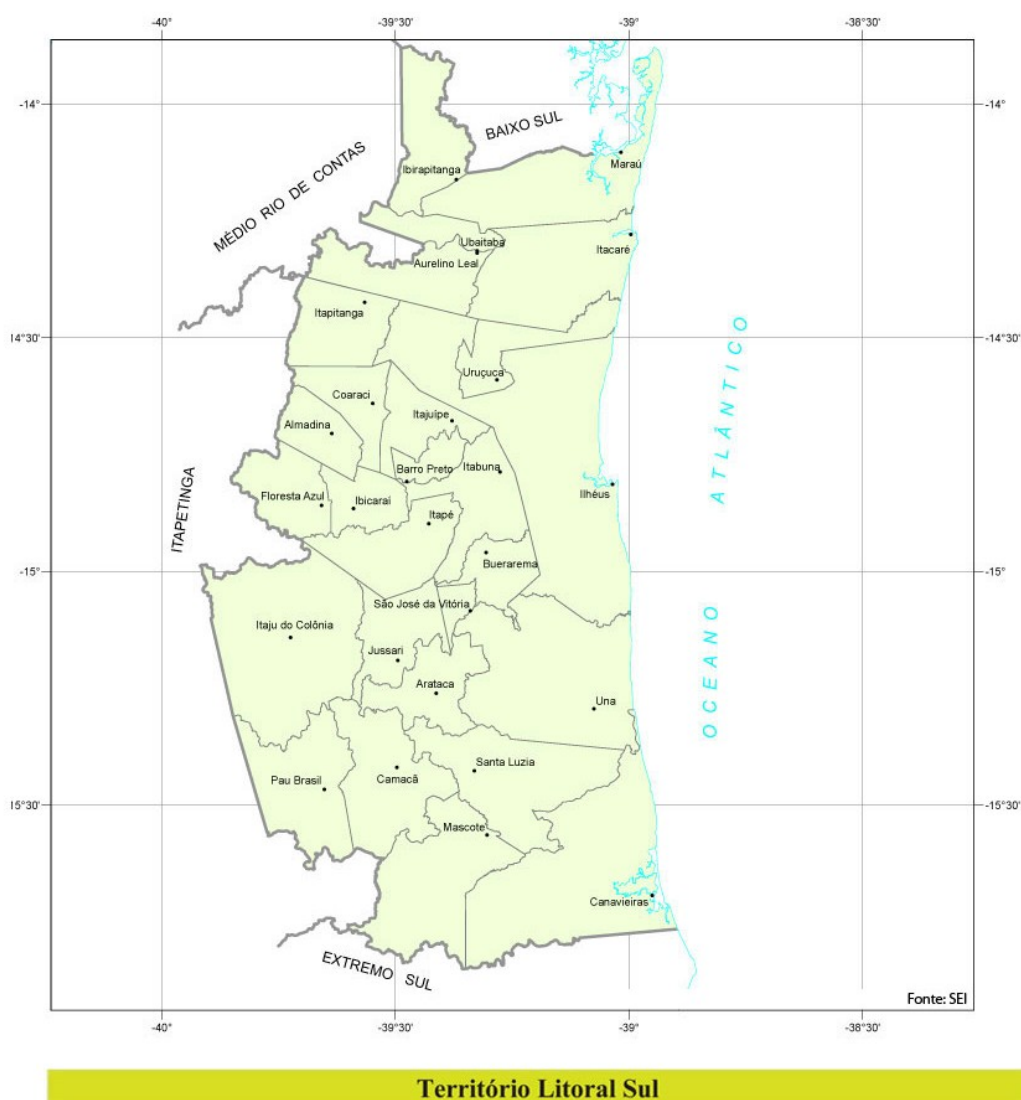 -40°
-39°30'
-39°
-38°30'
-14°
-14°
BAIXO SUL
MÉDIO RIO DE CONTAS
Ibirapitanga
Maraú
Ubaitaba
Itacaré
Aurelino Leal
Itapitanga
14°30'
-14°30'
Uruçuca
Coaraci
Itajuípe
Almadina
Barro Preto
Itabuna
Floresta Azul
Ibicaraí
Ilhéus
Itapé
ITAPETINGA
OCEANO ATLÂNTICO
-15°
-15°
Buerarema
São José da Vitória
Itaju do Colônia
Jussari
Arataca
Una
Santa Luzia
Pau Brasil
Camacã
15°30'
-15°30'
Mascote
Canavieiras
EXTREMO SUL
Fonte: SEI
-40°
-39°30'
-39°
-38°30'
Território Litoral Sul